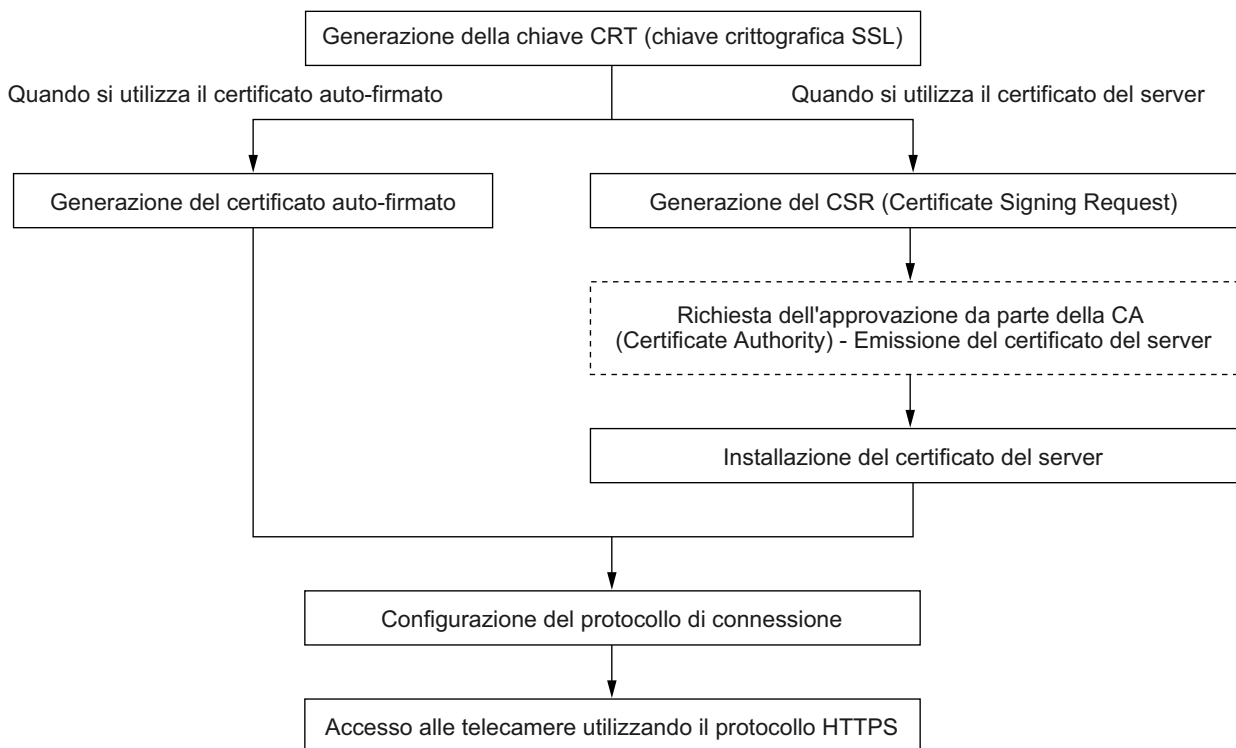 Generazione della chiave CRT (chiave crittografica SSL)
Quando si utilizza il certificato auto-firmato
Quando si utilizza il certificato del server
Generazione del certificato auto-firmato
Generazione del CSR (Certificate Signing Request)
Richiesta dell'approvazione da parte della CA
(Certificate Authority) - Emissione del certificato del server
Installazione del certificato del server
Configurazione del protocollo di connessione
Accesso alle telecamere utilizzando il protocollo HTTPS